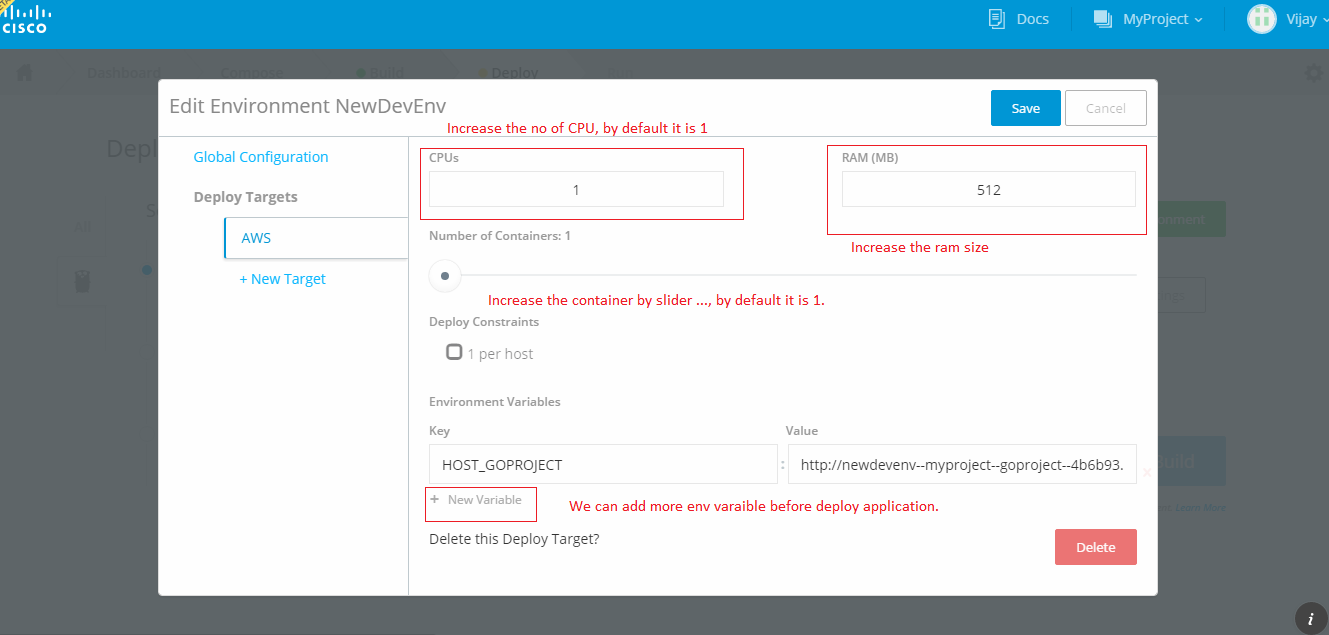 CISCO
Docs
MyProject
Vijay
Dashboard
Compose
Build
Deploy
Edit Environment NewDevEnv
Save
Cancel
Increase the no of CPU, by default it is 1
Global Configuration
Deploy Targets
AWS
+ New Target
CPUs
1
RAM (MB)
512
Increase the ram size
Number of Containers: 1
Increase the container by slider ..., by default it is 1.
Deploy Constraints
1 per host
Environment Variables
Key
Value
HOST_GOPROJECT
:
http://newdevenv--myproject--goproject--4b6b93.
+ New Variable
We can add more env varaible before deploy application.
Delete this Deploy Target?
Delete
All
Build
Learn More
i